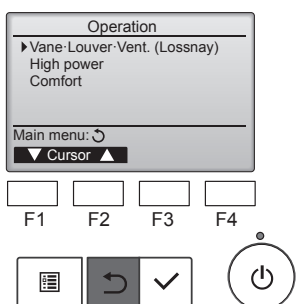 Operation
Vane·Louver·Vent. (Lossnay)
High power
Comfort
Main menu:
Cursor
F1 F2 F3 F4